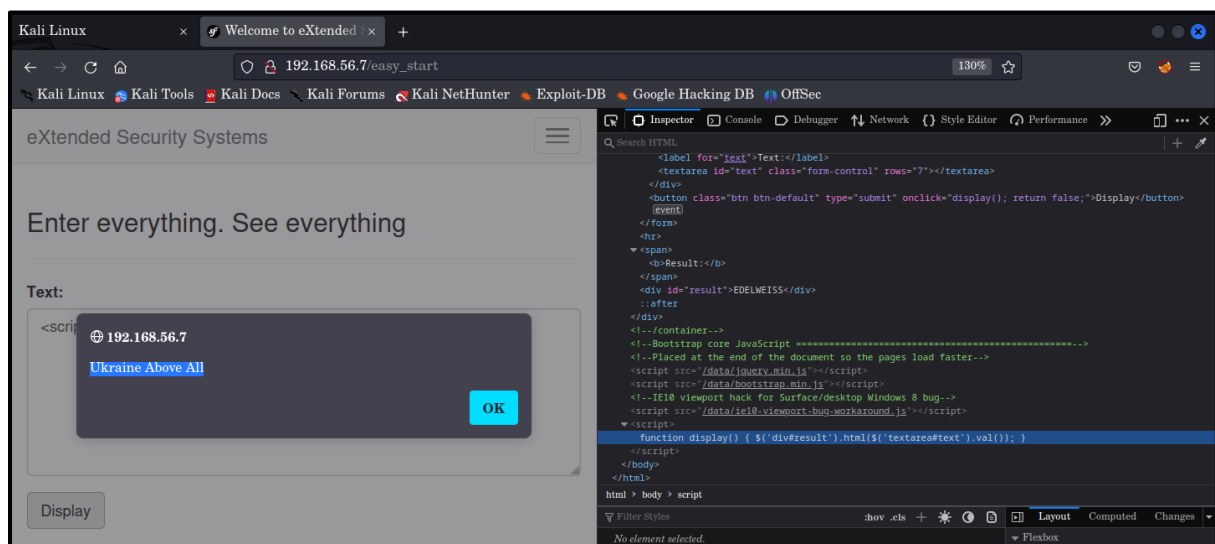 Kali Linux × Welcome to eXtended S × +
192.168.56.7/easy_start 130%
Kali Linux Kali Tools Kali Docs Kali Forums Kali NetHunter Exploit-DB Google Hacking DB OffSec
eXtended Security Systems
Enter everything. See everything
Text:
<scrip
192.168.56.7
Ukraine Above All
OK
Display
Inspector Console Debugger Network {} Style Editor Performance
Search HTML
<label for="text">Text:</label>
<textarea id="text" class="form-control" rows="7"></textarea>
</div>
<button class="btn btn-default" type="submit" onclick="display(); return false;">Display</button>
event
</form>
<hr>
<span>
<b>Result:</b>
</span>
<div id="result">EDELWEISS</div>
::after
</div>
<!--/container-->
<!--Bootstrap core JavaScript ==================================================-->
<!--Placed at the end of the document so the pages load faster-->
<script src="/data/jquery.min.js"></script>
<script src="/data/bootstrap.min.js"></script>
<!--IE10 viewport hack for Surface/desktop Windows 8 bug-->
<script src="/data/ie10-viewport-bug-workaround.js"></script>
<script>
function display() { $('div#result').html($('textarea#text').val()); }
</script>
</body>
</html>
html > body > script
Filter Styles :hov .cls + Layout Computed Changes
No element selected. Flexbox